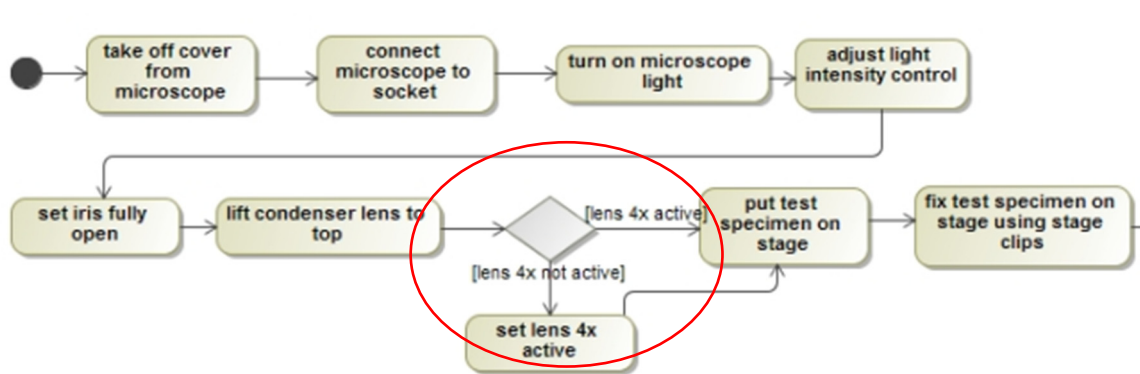 take off cover
from
microscope
connect
microscope to
socket
turn on microscope
light
adjust light
intensity control
set iris fully
open
lift condenser lens to
top
[lens 4x active]
[lens 4x not active]
set lens 4x
active
put test
specimen on
stage
fix test specimen on
stage using stage
clips